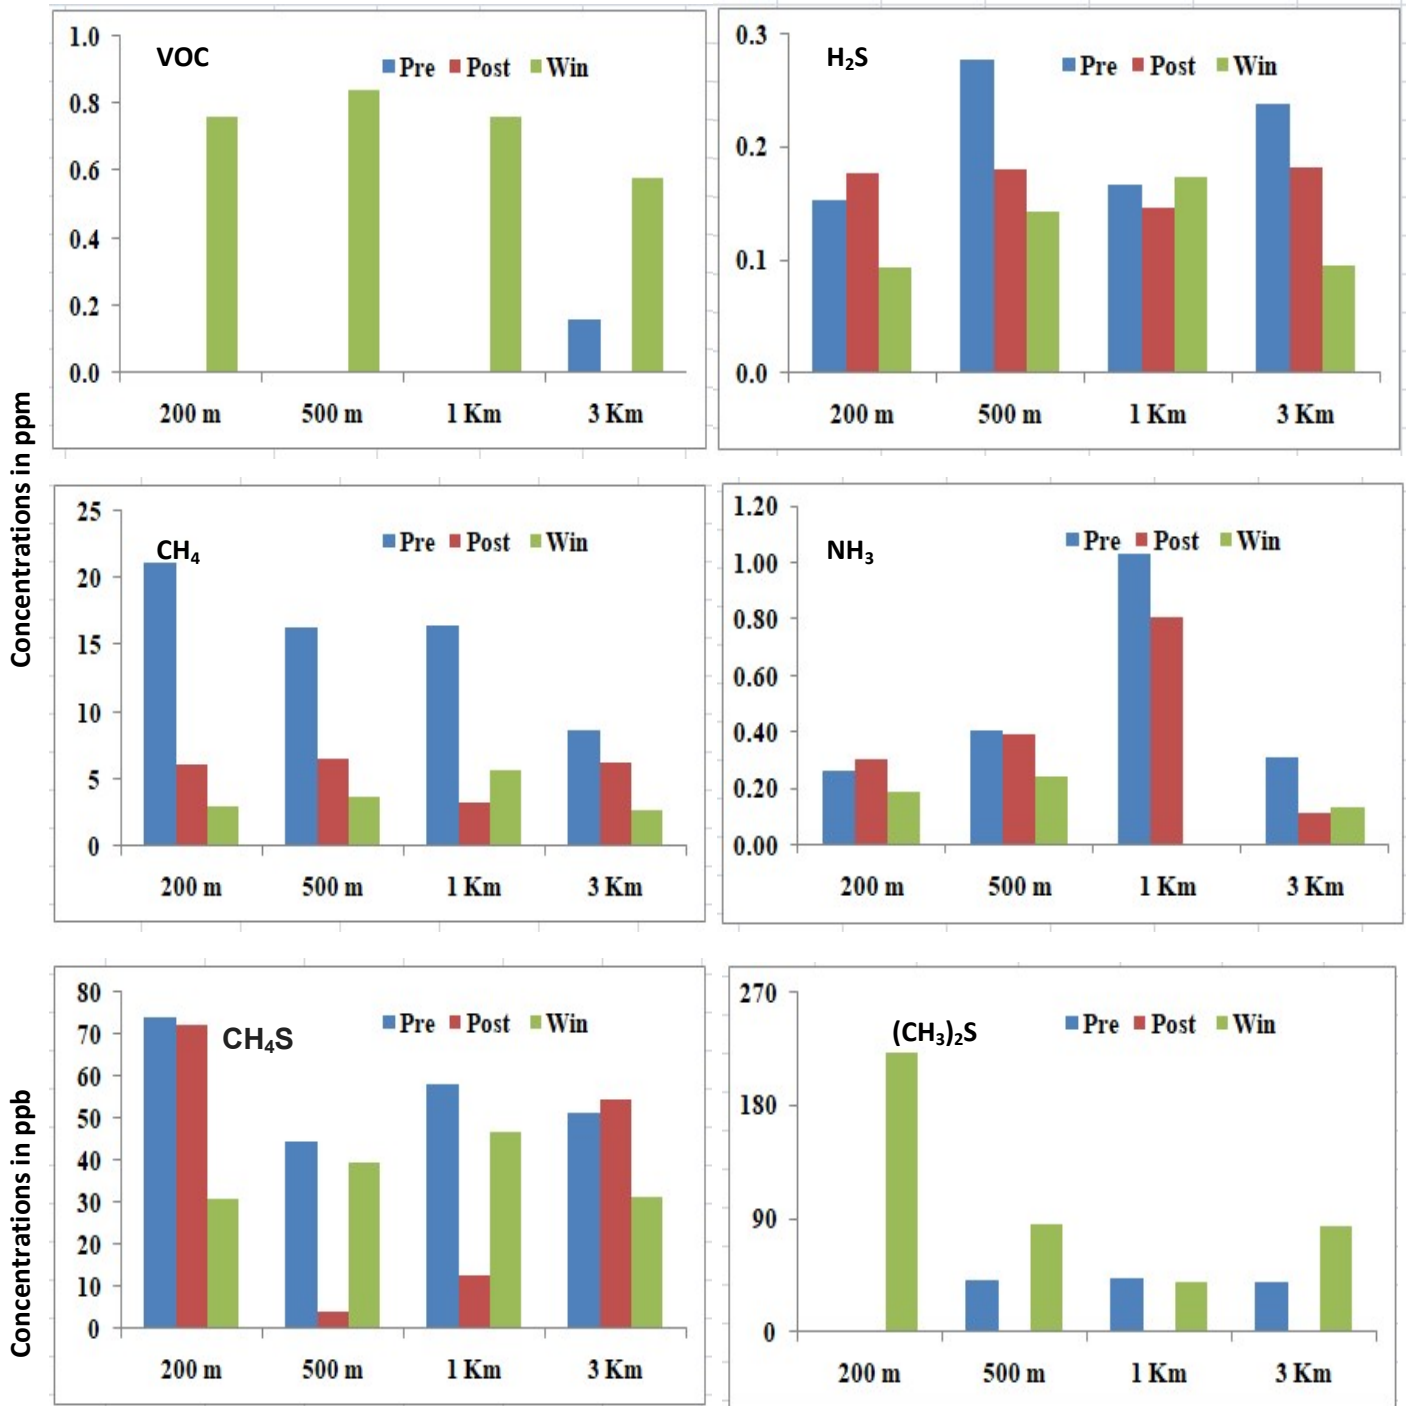 Concentrations in ppm
VOC
Pre Post Win
1.0
0.8
0.6
0.4
0.2
0.0
200 m 500 m 1 Km 3 Km
H₂S
Pre Post Win
0.3
0.2
0.1
0.0
200 m 500 m 1 Km 3 Km
CH₄
Pre Post Win
25
20
15
10
5
0
200 m 500 m 1 Km 3 Km
NH₃
Pre Post Win
1.20
1.00
0.80
0.60
0.40
0.20
0.00
200 m 500 m 1 Km 3 Km
Concentrations in ppb
CH₄S
Pre Post Win
80
70
60
50
40
30
20
10
0
200 m 500 m 1 Km 3 Km
(CH₃)₂S
Pre Post Win
270
180
90
0
200 m 500 m 1 Km 3 Km